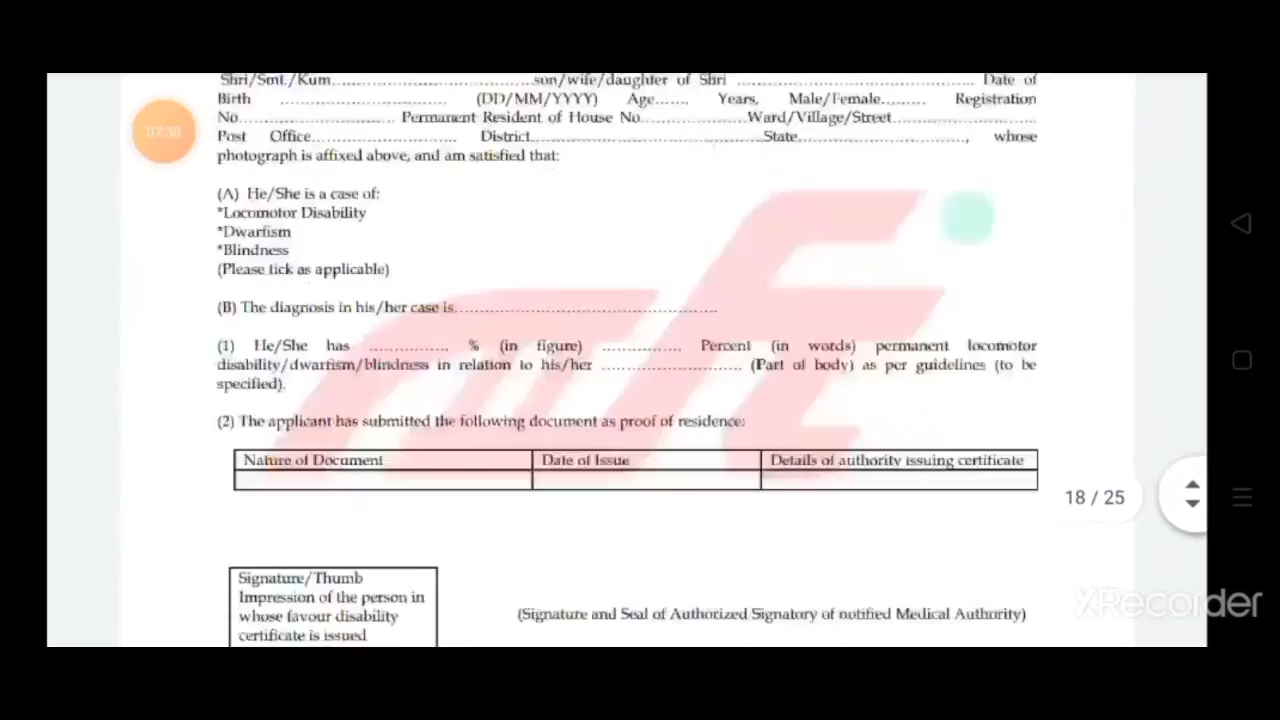 Shri/Smt./Kum..............................................son/wife/daughter of Shri ...................................................... Date of
Birth ...................................... (DD/MM/YYYY) Age....... Years, Male/Female......... Registration
No................................... Permanent Resident of House No........................Ward/Village/Street................................
Post Office................................ District....................................................State......................................, whose
photograph is affixed above, and am satisfied that:
07:38
(A) He/She is a case of:
*Locomotor Disability
*Dwarfism
*Blindness
(Please tick as applicable)
(B) The diagnosis in his/her case is............................................................
(1) He/She has .................. % (in figure) .................. Percent (in words) permanent locomotor
disability/dwarfism/blindness in relation to his/her ................................ (Part of body) as per guidelines (to be
specified).
(2) The applicant has submitted the following document as proof of residence:
Nature of Document Date of Issue Details of authority issuing certificate
18 / 25
Signature/Thumb
Impression of the person in
whose favour disability
certificate is issued
(Signature and Seal of Authorized Signatory of notified Medical Authority)
XRecorder